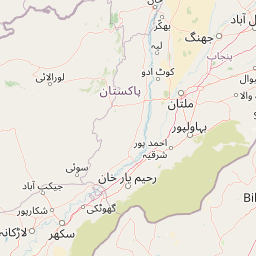 خان
بھکر
آباد
جھنگ
لیہ
پنجاب
کوٹ ادو
لورالائی
پاکستان
ملتان
والا
بہاولپور
احمد پور
شرقیہ
سوئی
رحیم یار خان
جیکب آباد
Bi
گھوٹکی
شکارپور
لاڑکانہ
سکھر